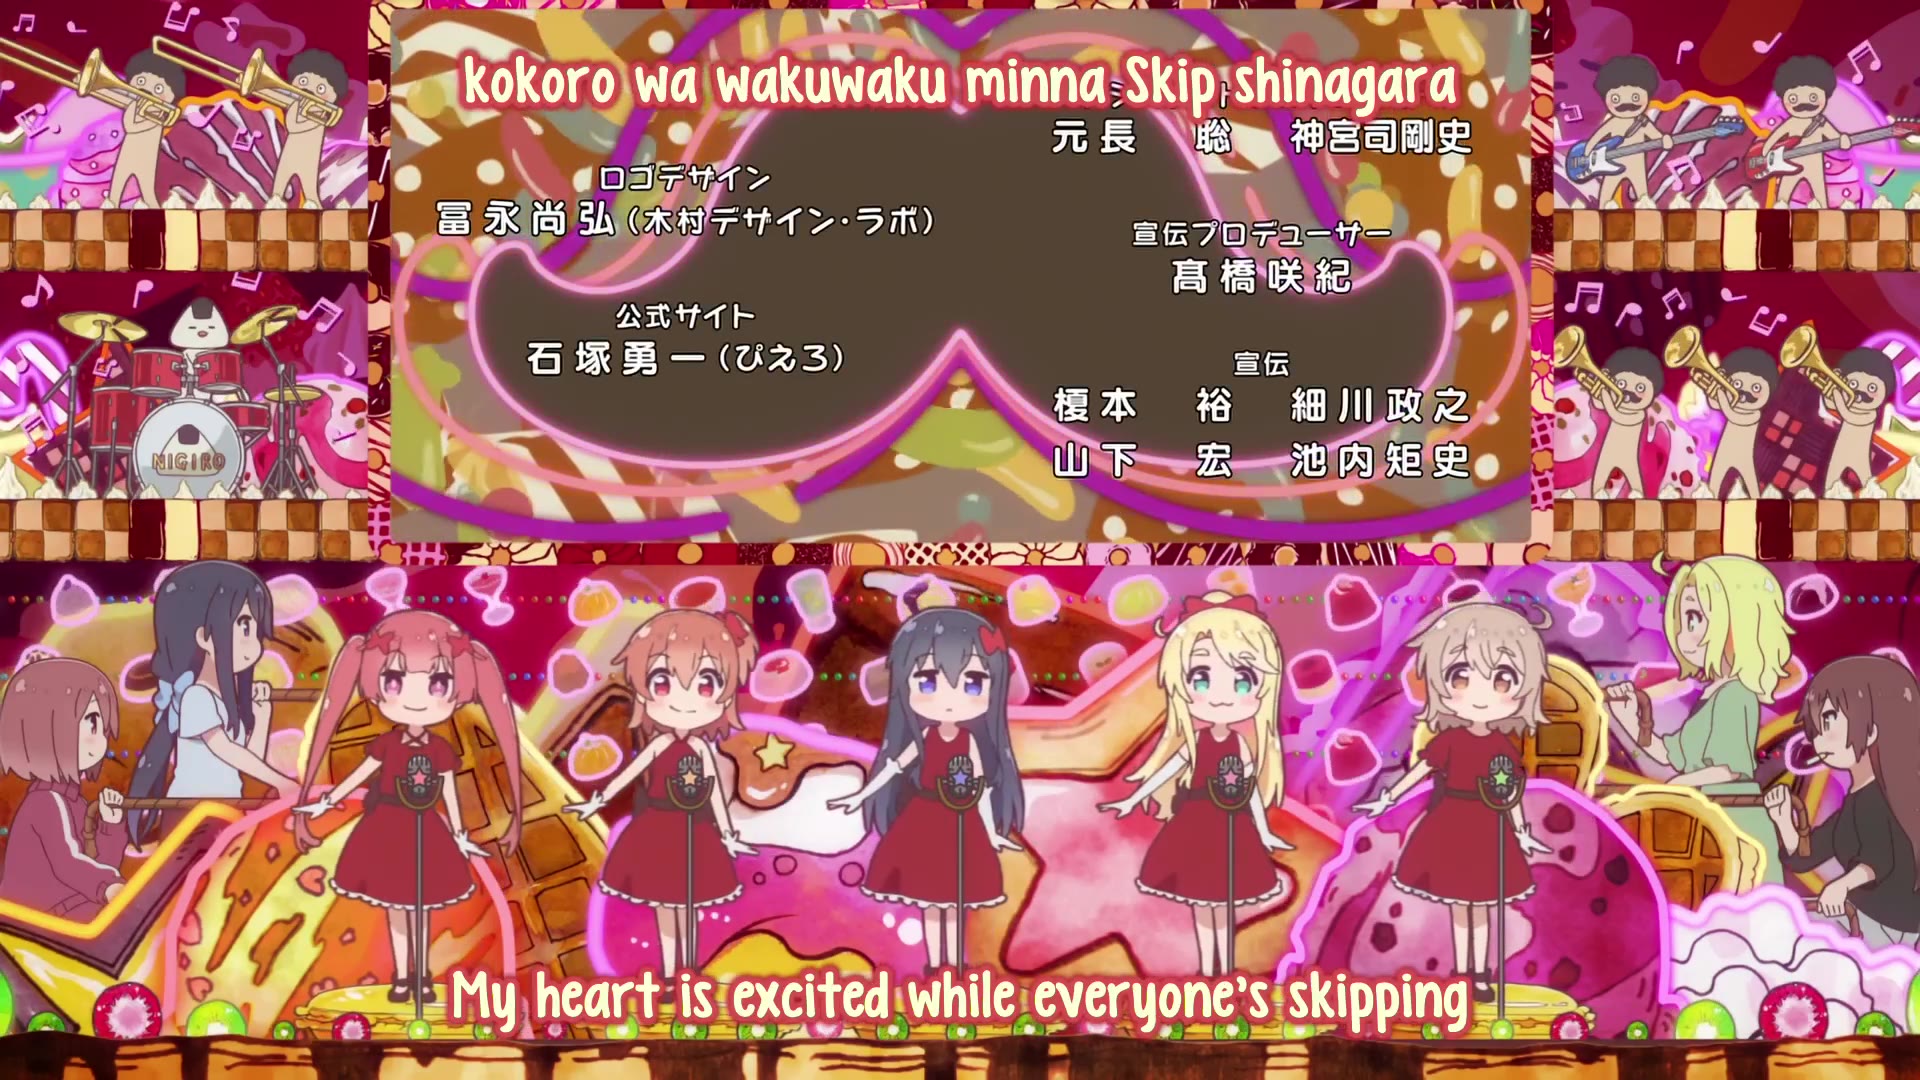 kokoro wa wakuwaku minna Skip shinagara
元長 聡 神宮司剛史
ロゴデザイン
冨永尚弘(木村デザイン・ラボ)
宣伝プロデューサー
髙橋咲紀
公式サイト
石塚勇一(ぴえろ)
宣伝
榎本 裕 細川政之
山下 宏 池内矩史
NIGIRO
My heart is excited while everyone's skipping